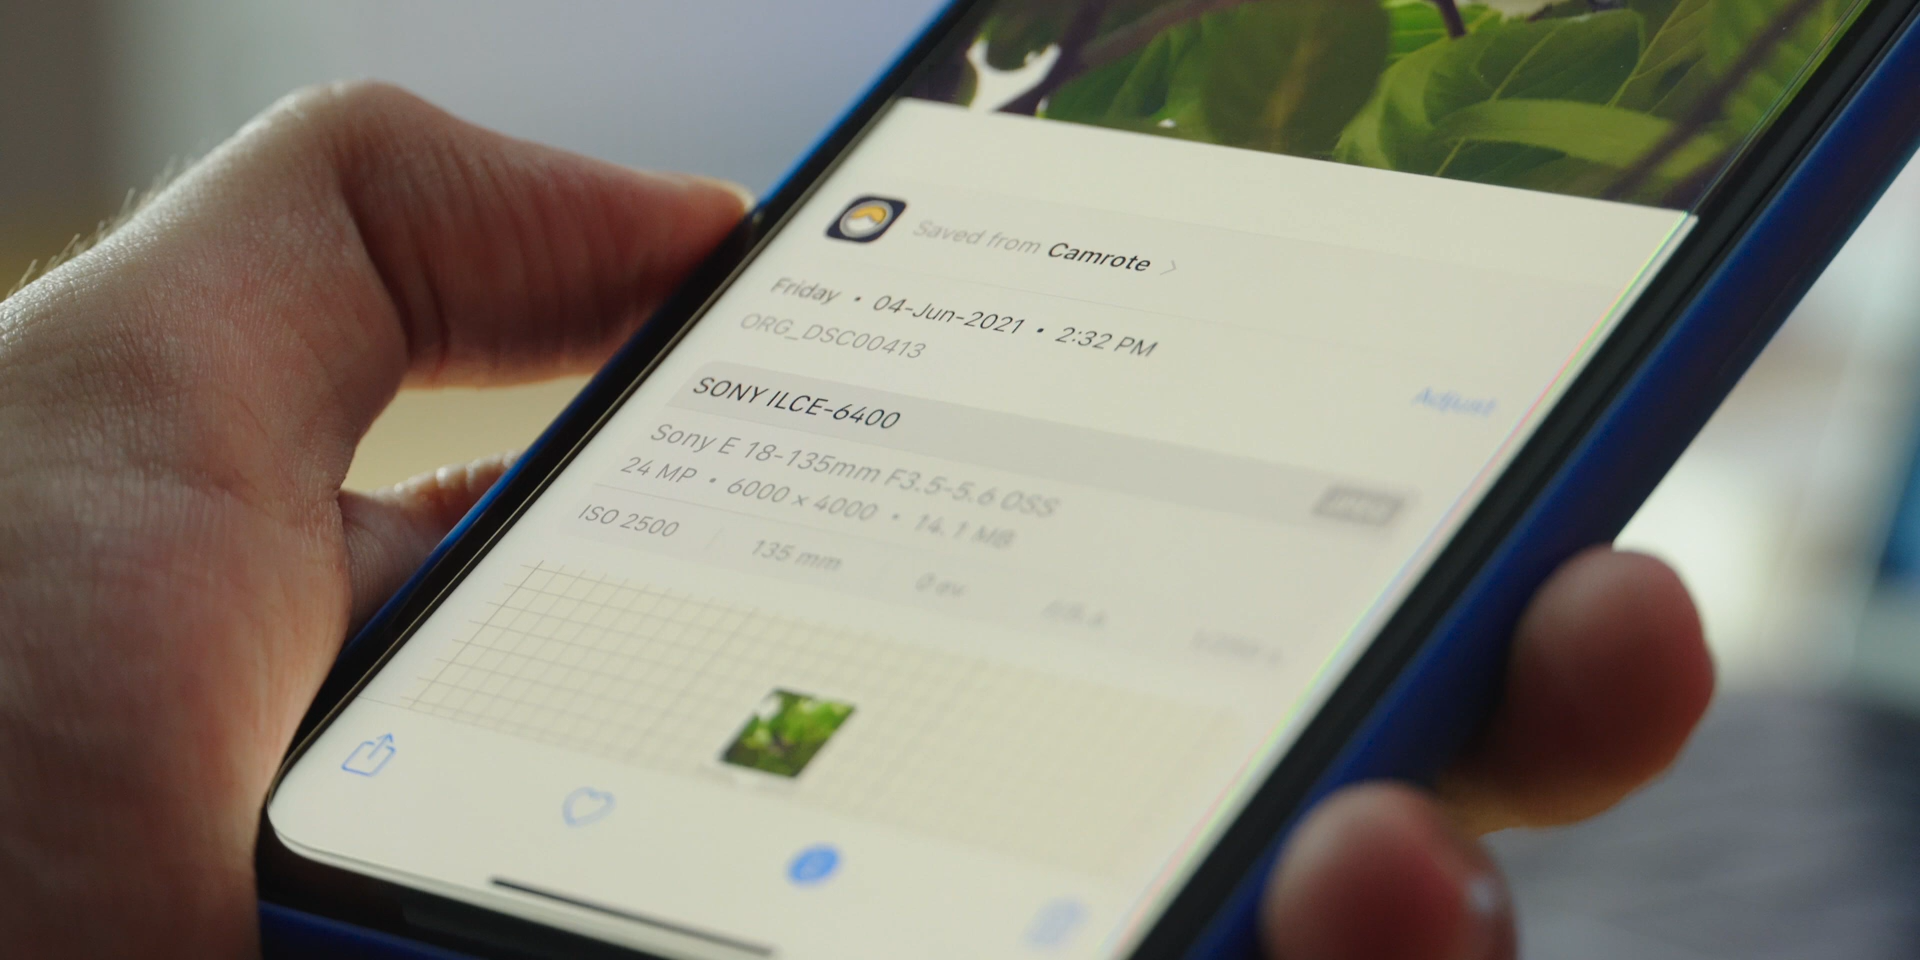 Saved from Camrote
Friday • 04-Jun-2021 • 2:32 PM
ORG_DSC00413
Adjust
SONY ILCE-6400
Sony E 18-135mm F3.5-5.6 OSS
24 MP • 6000 x 4000 • 14.1 MB
ISO 2500 135 mm 0 ev